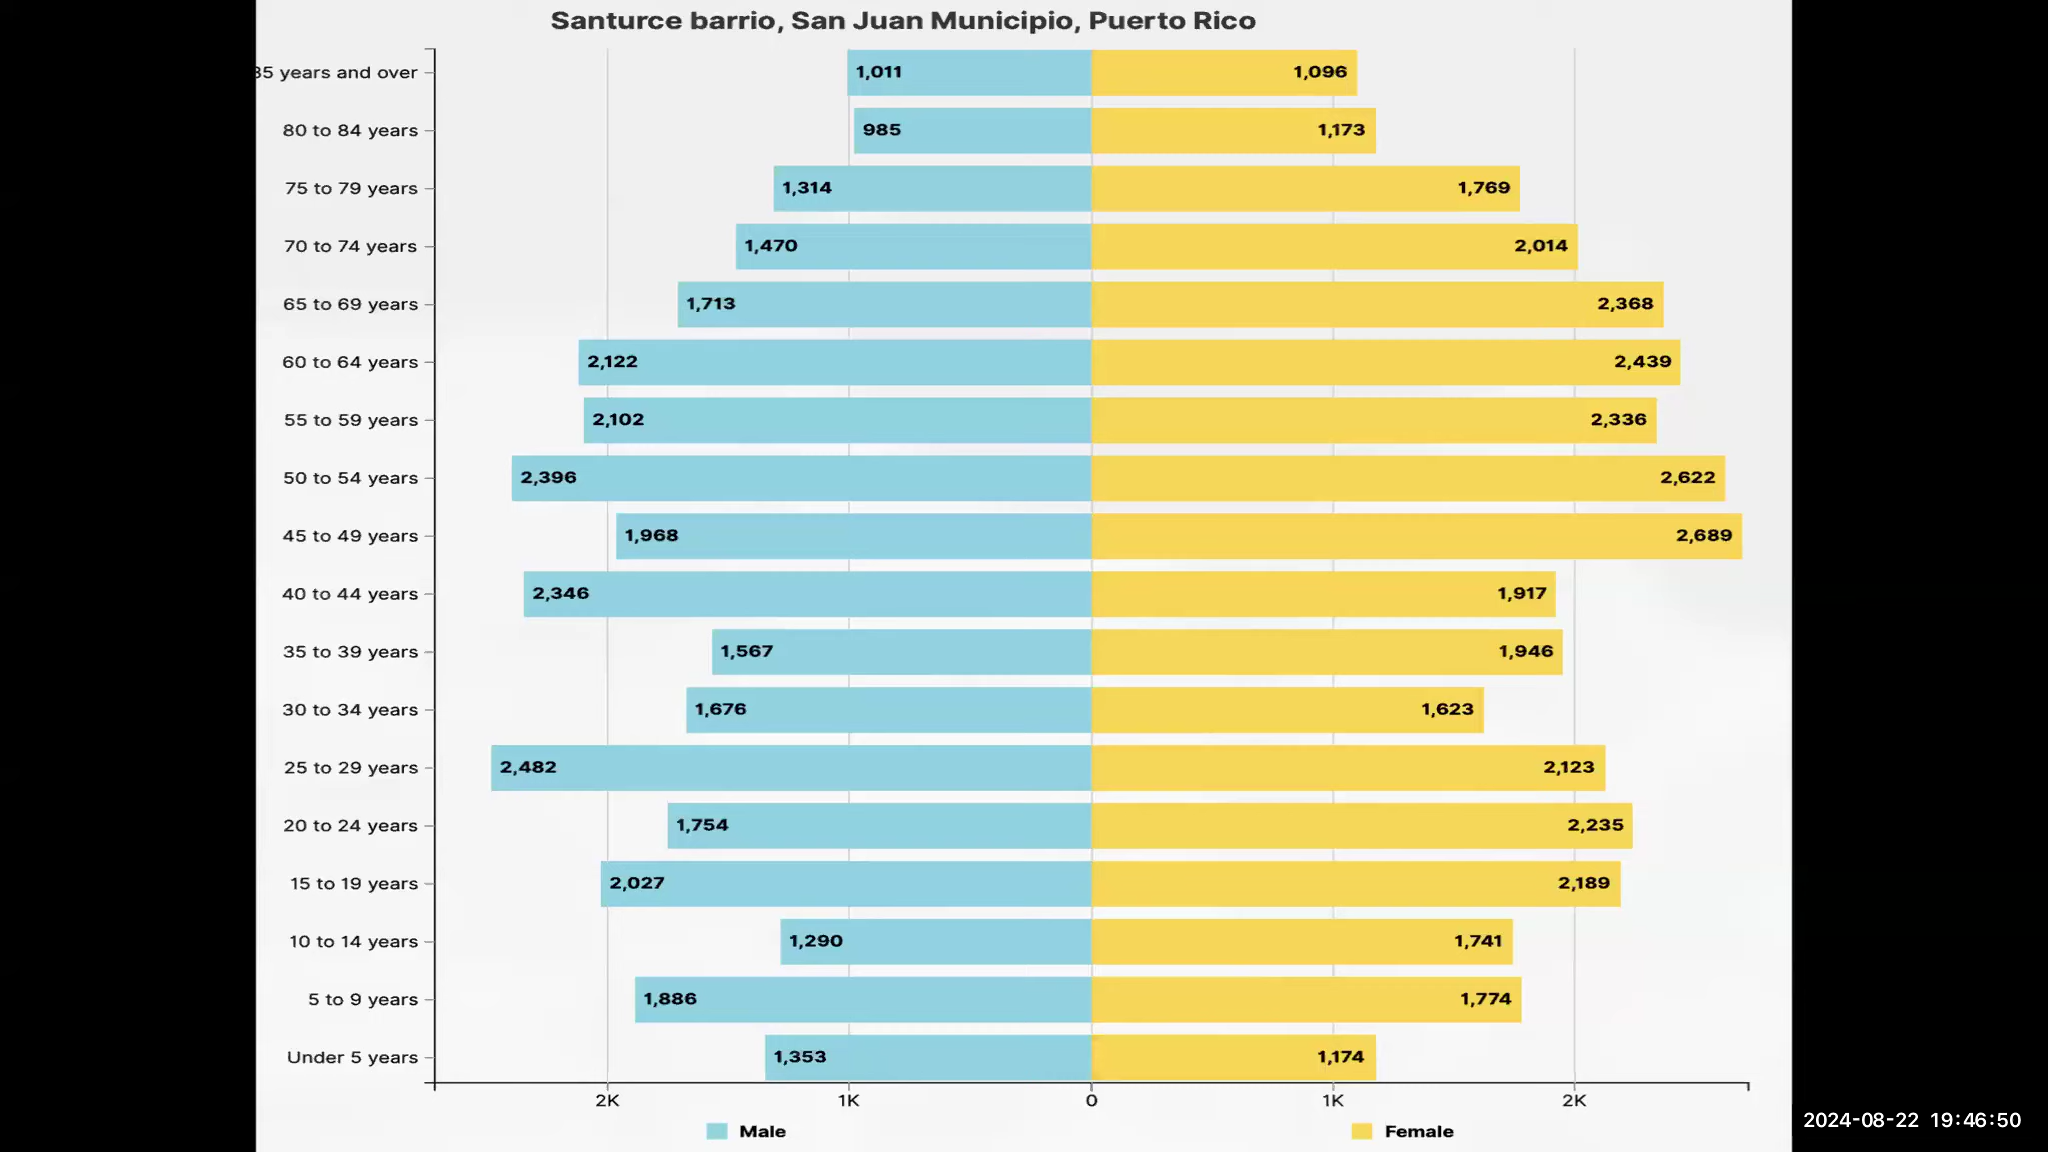 Santurce barrio, San Juan Municipio, Puerto Rico
85 years and over 1,011 1,096
80 to 84 years 985 1,173
75 to 79 years 1,314 1,769
70 to 74 years 1,470 2,014
65 to 69 years 1,713 2,368
60 to 64 years 2,122 2,439
55 to 59 years 2,102 2,336
50 to 54 years 2,396 2,622
45 to 49 years 1,968 2,689
40 to 44 years 2,346 1,917
35 to 39 years 1,567 1,946
30 to 34 years 1,676 1,623
25 to 29 years 2,482 2,123
20 to 24 years 1,754 2,235
15 to 19 years 2,027 2,189
10 to 14 years 1,290 1,741
5 to 9 years 1,886 1,774
Under 5 years 1,353 1,174
2K 1K 0 1K 2K
Male Female
2024-08-22 19:46:50